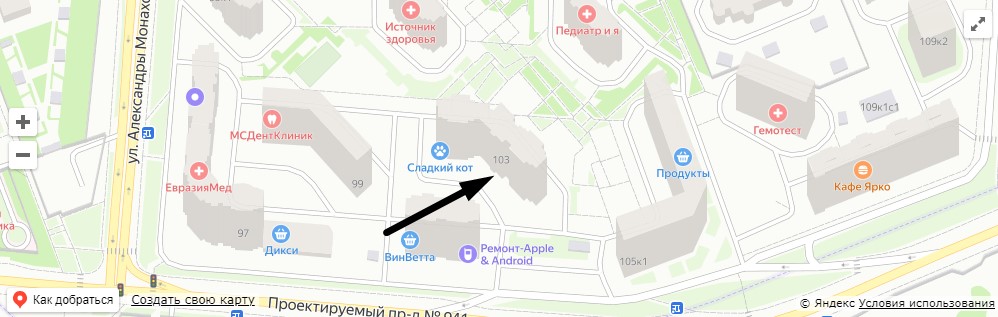 Источник
здоровья
Педиатр и я
109к2
ул. Александры Монахо
109к1с1
МСДентКлиник
Гемотест
103
Сладкий кот
Продукты
ЕвразияМед
99
Кафе Ярко
ика
97
Дикси
ВинВетта
Ремонт-Apple
& Android
105к1
Как добраться
Создать свою карту
Проектируемый пр-д № 941
© Яндекс Условия использования